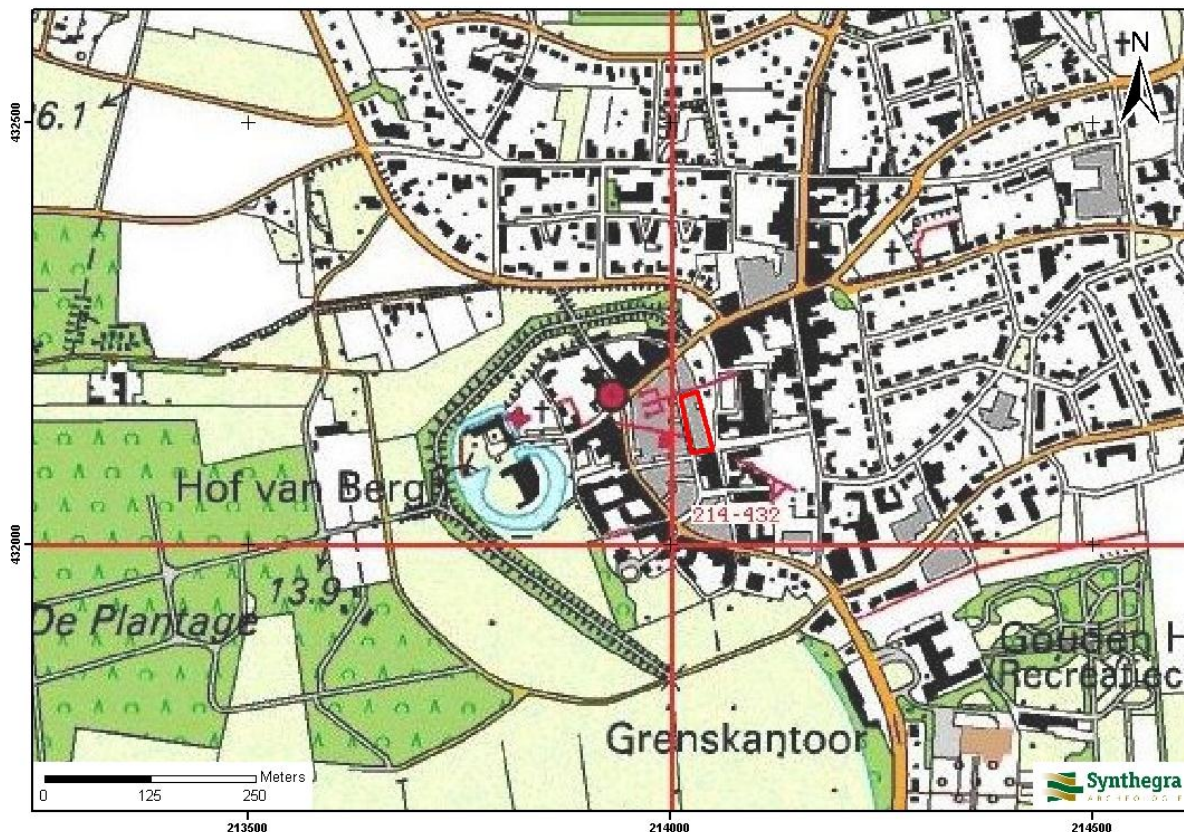 N
26.1
432500
Hof van Bergh
214-432
432000
13.9
De Plantage
Gouden H
Recreatiec
Grenskantoor
Meters
0 125 250
Synthegra
ARCHEOLOGIE
213500 214000 214500